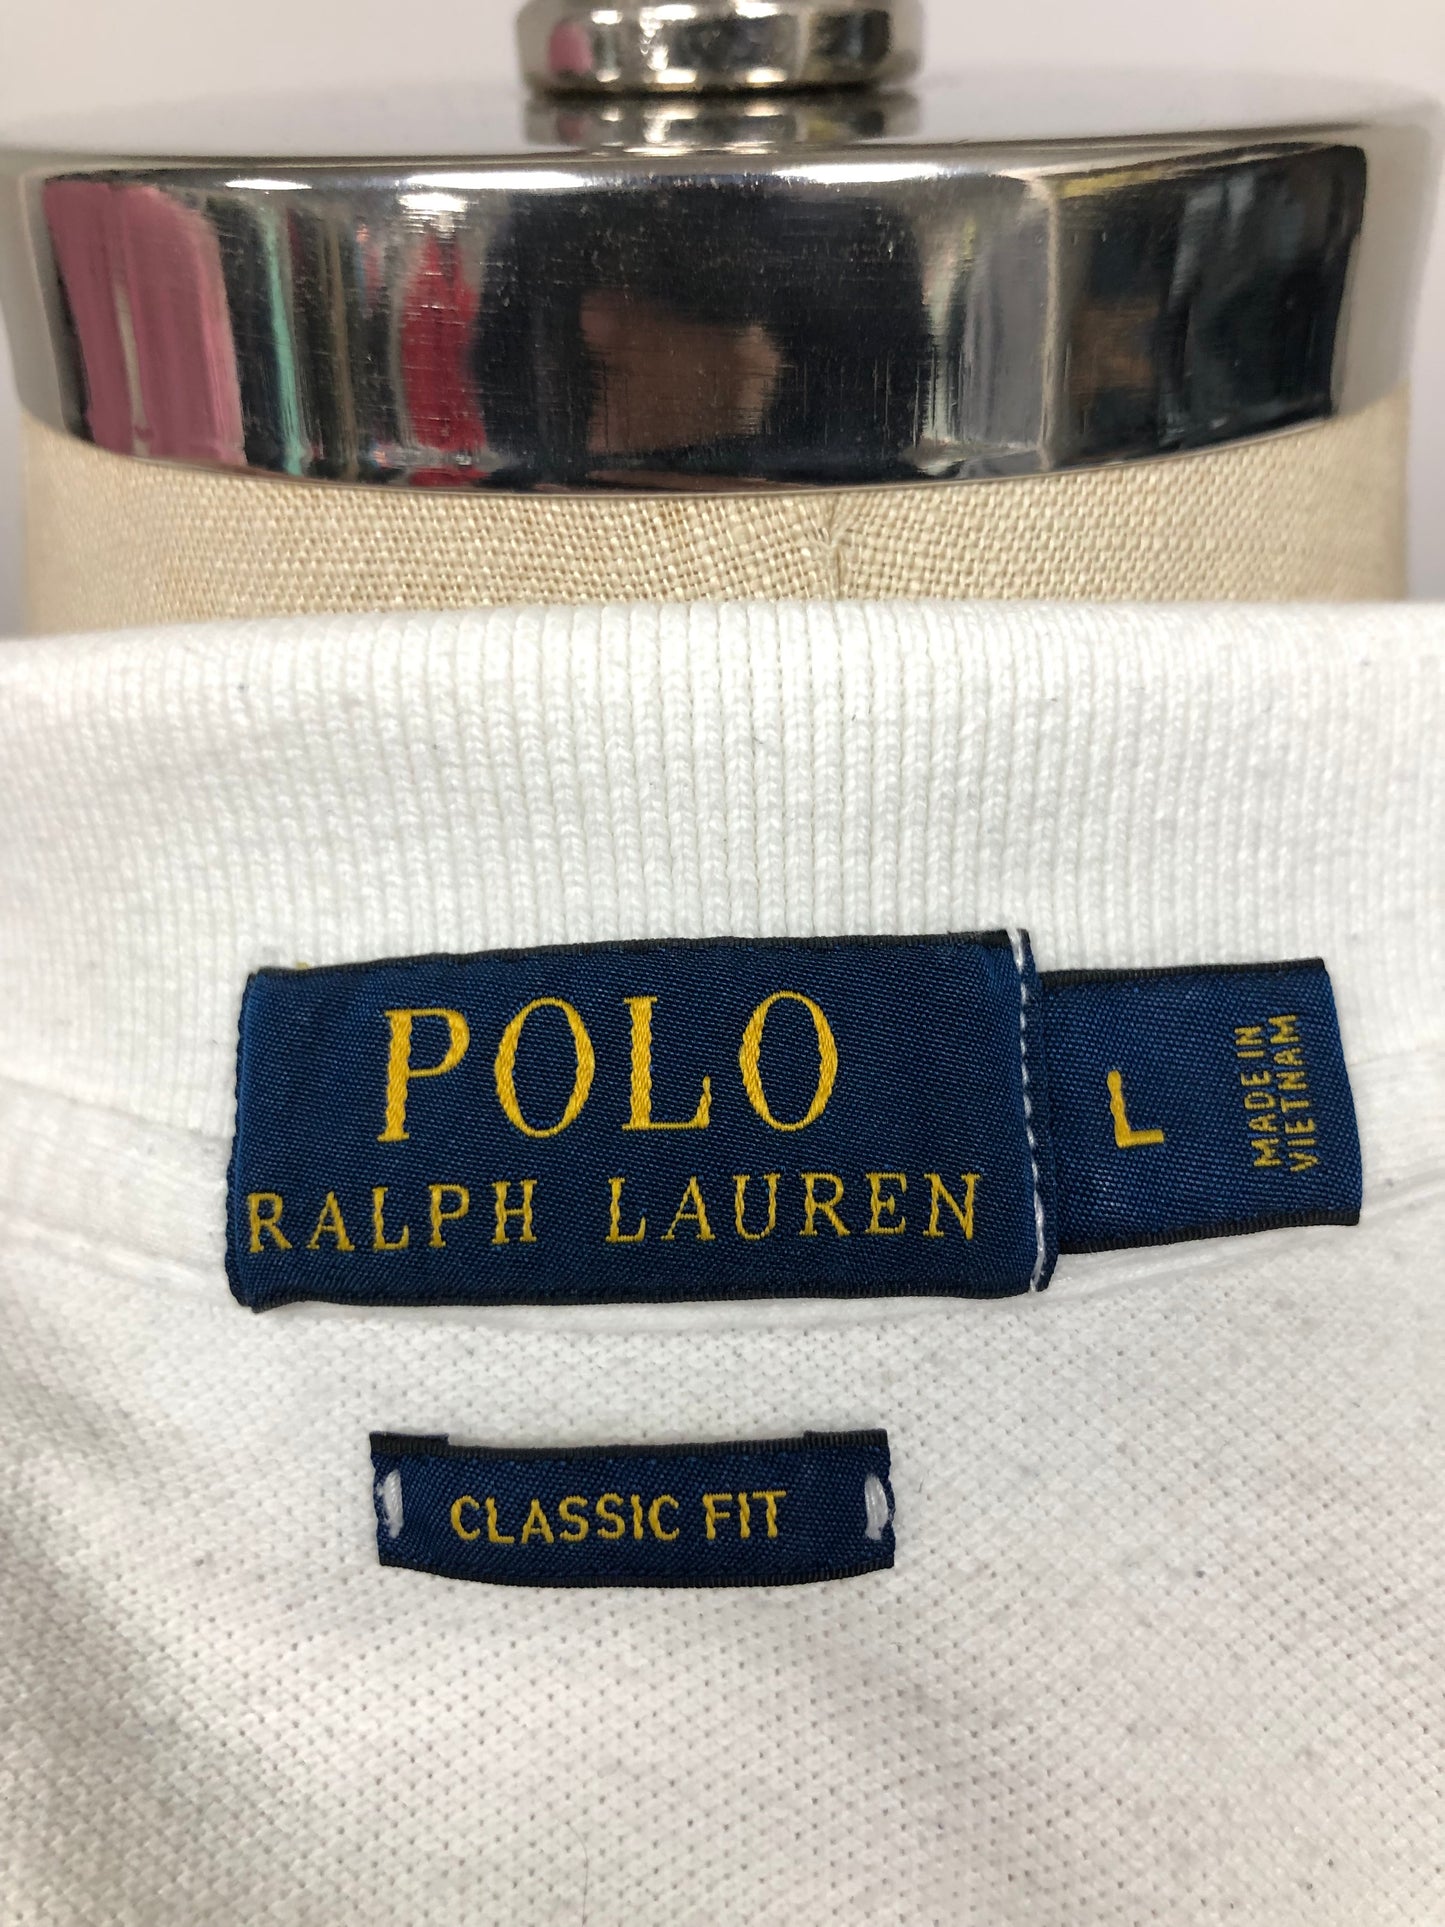 POLO
RALPH LAUREN
L
MADE IN
VIETNAM
CLASSIC FIT